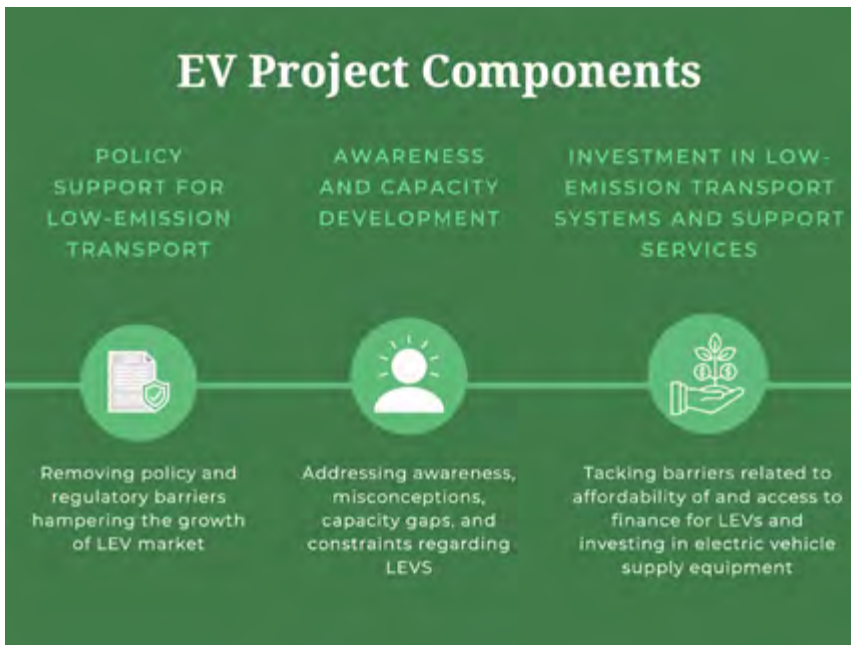 EV Project Components
POLICY
SUPPORT FOR
LOW-EMISSION
TRANSPORT
AWARENESS
AND CAPACITY
DEVELOPMENT
INVESTMENT IN LOW-
EMISSION TRANSPORT
SYSTEMS AND SUPPORT
SERVICES
Removing policy and
regulatory barriers
hampering the growth
of LEV market
Addressing awareness,
misconceptions,
capacity gaps, and
constraints regarding
LEVS
Tacking barriers related to
affordability of and access to
finance for LEVs and
investing in electric vehicle
supply equipment